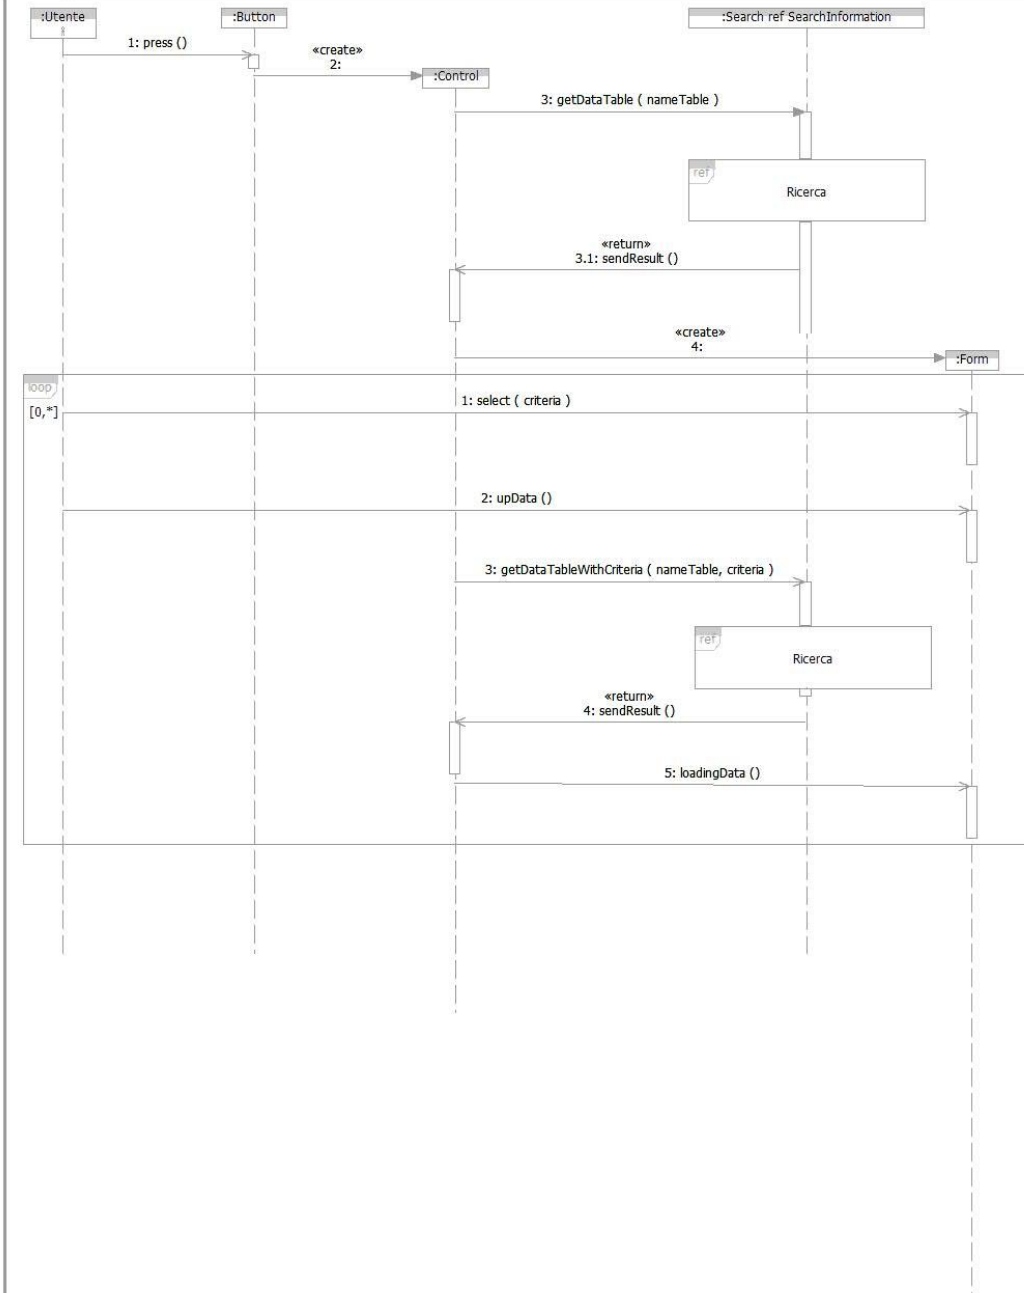 :Utente
:Button
:Search ref SearchInformation
1: press ()
«create»
2:
:Control
3: getDataTable ( nameTable )
ref
Ricerca
«return»
3.1: sendResult ()
«create»
4:
:Form
loop
[0,*]
1: select ( criteria )
2: upData ()
3: getDataTableWithCriteria ( nameTable, criteria )
ref
Ricerca
«return»
4: sendResult ()
5: loadingData ()